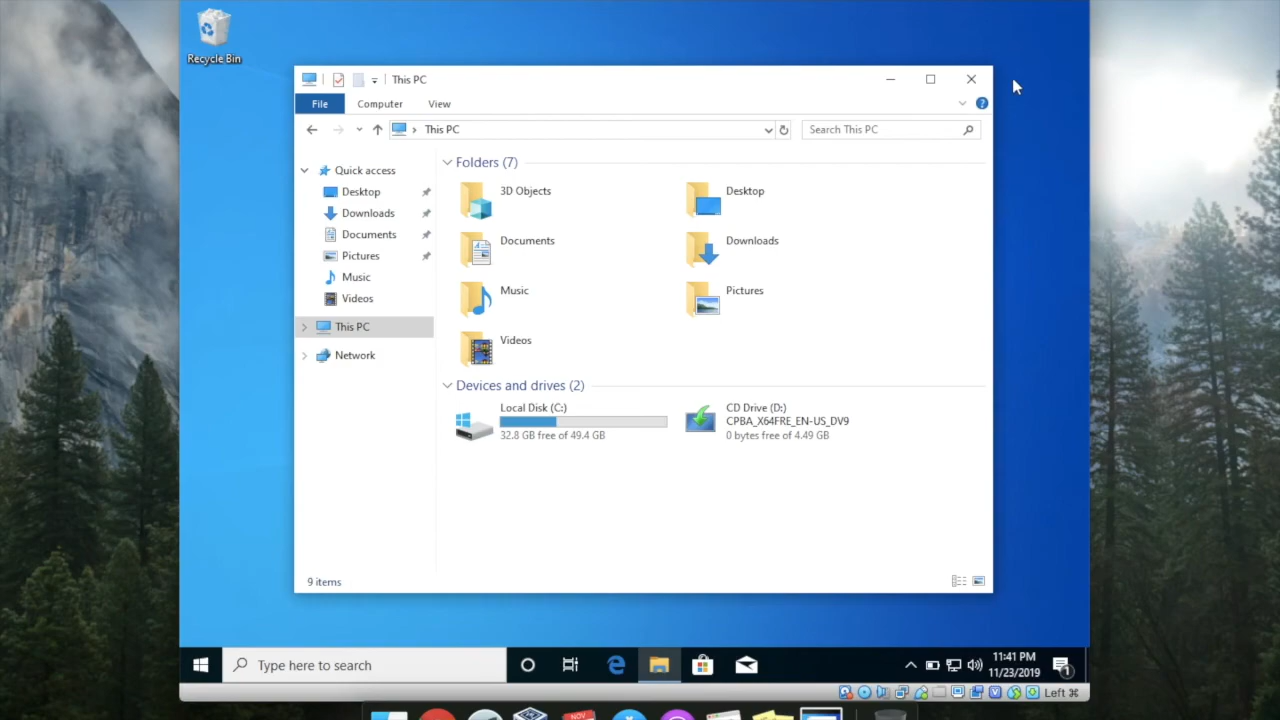 Recycle Bin
This PC
File
Computer
View
This PC
Search This PC
Quick access
Desktop
Downloads
Documents
Pictures
Music
Videos
This PC
Network
Folders (7)
3D Objects
Desktop
Documents
Downloads
Music
Pictures
Videos
Devices and drives (2)
Local Disk (C:)
32.8 GB free of 49.4 GB
CD Drive (D:)
CPBA_X64FRE_EN-US_DV9
0 bytes free of 4.49 GB
9 items
Type here to search
11:41 PM
11/23/2019
1
Left ⌘
NOV